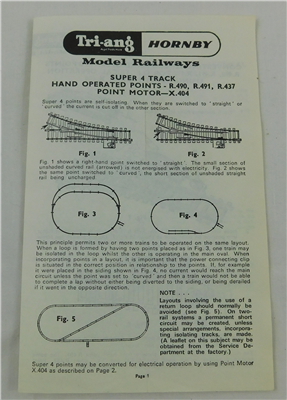 Tri-ang HORNBY
Model Railways
SUPER 4 TRACK
HAND OPERATED POINTS - R.490, R.491, R.437
POINT MOTOR—X.404
Super 4 points are self-isolating. When they are switched to 'straight' or
'curved' the current is cut off in the other section.
Fig. 1
Fig. 2
Fig. 1 shows a right-hand point switched to 'straight'. The small section of
unshaded curved rail (arrowed) is not energised with electricity. Fig 2 shows
the same point switched to 'curved', the short section of unshaded straight
rail being uncharged
Fig. 3
Fig. 4
This principle permits two or more trains to be operated on the same layout.
When a loop is formed by having two points placed as in Fig. 3, one train may
be isolated in the loop whilst the other is operating in the main oval. When
incorporating points in a layout, it is important that the power connecting clip
is situated in the correct position in relationship to the points. If, for example
it were placed in the siding shown in Fig. 4, no current would reach the main
circuit unless the point was set to 'curved' and then a train would not be able to
complete a lap without either being diverted to the siding, or being derailed
if it went in the opposite direction.
Fig. 5
NOTE ...
Layouts involving the use of a
return loop should normally be
avoided (see Fig. 5). On two-
rail systems a permanent short
circuit may be created, unless
special arrangements, incorpor-
ating isolating tracks, are made.
(A leaflet on this subject may be
obtained from the Service De-
partment at the factory.)
Super 4 points may be converted for electrical operation by using Point Motor
X.404 as described on Page 2.
Page 1